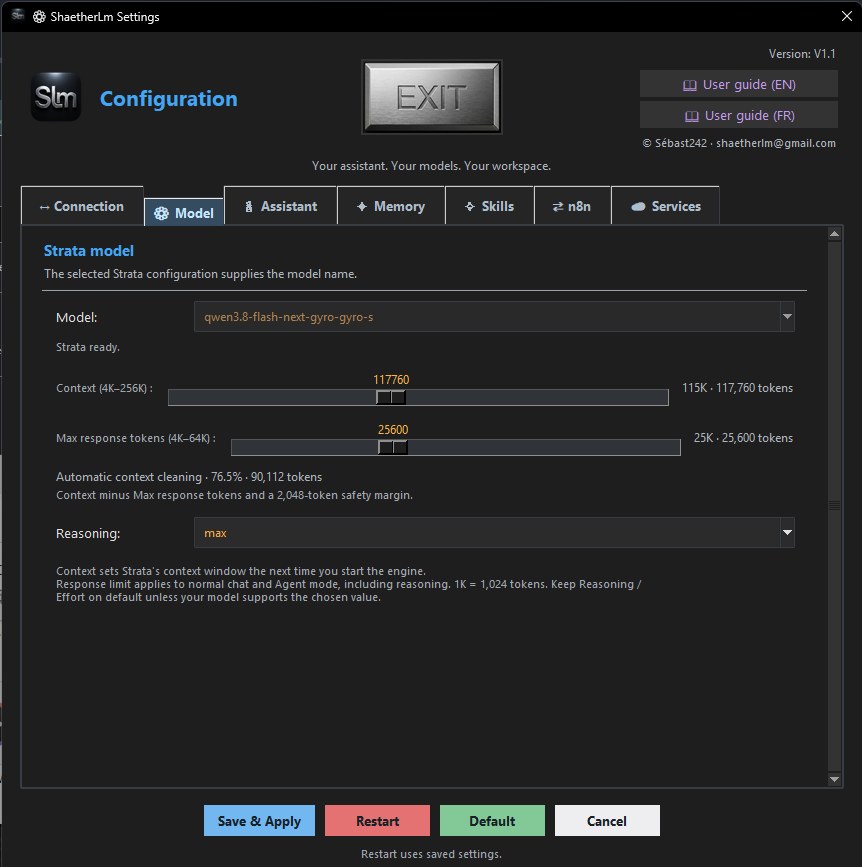 ShaetherLm Settings
Version: V1.1
Slm
Configuration
EXIT
User guide (EN)
User guide (FR)
© Sébast242 · shaetherlm@gmail.com
Your assistant. Your models. Your workspace.
↔ Connection
Model
Assistant
Memory
Skills
⇄ n8n
Services
Strata model
The selected Strata configuration supplies the model name.
Model:
qwen3.8-flash-next-gyro-gyro-s
Strata ready.
117760
Context (4K–256K) :
115K · 117,760 tokens
25600
Max response tokens (4K–64K) :
25K · 25,600 tokens
Automatic context cleaning · 76.5% · 90,112 tokens
Context minus Max response tokens and a 2,048-token safety margin.
Reasoning:
max
Context sets Strata's context window the next time you start the engine.
Response limit applies to normal chat and Agent mode, including reasoning. 1K = 1,024 tokens. Keep Reasoning /
Effort on default unless your model supports the chosen value.
Save & Apply
Restart
Default
Cancel
Restart uses saved settings.